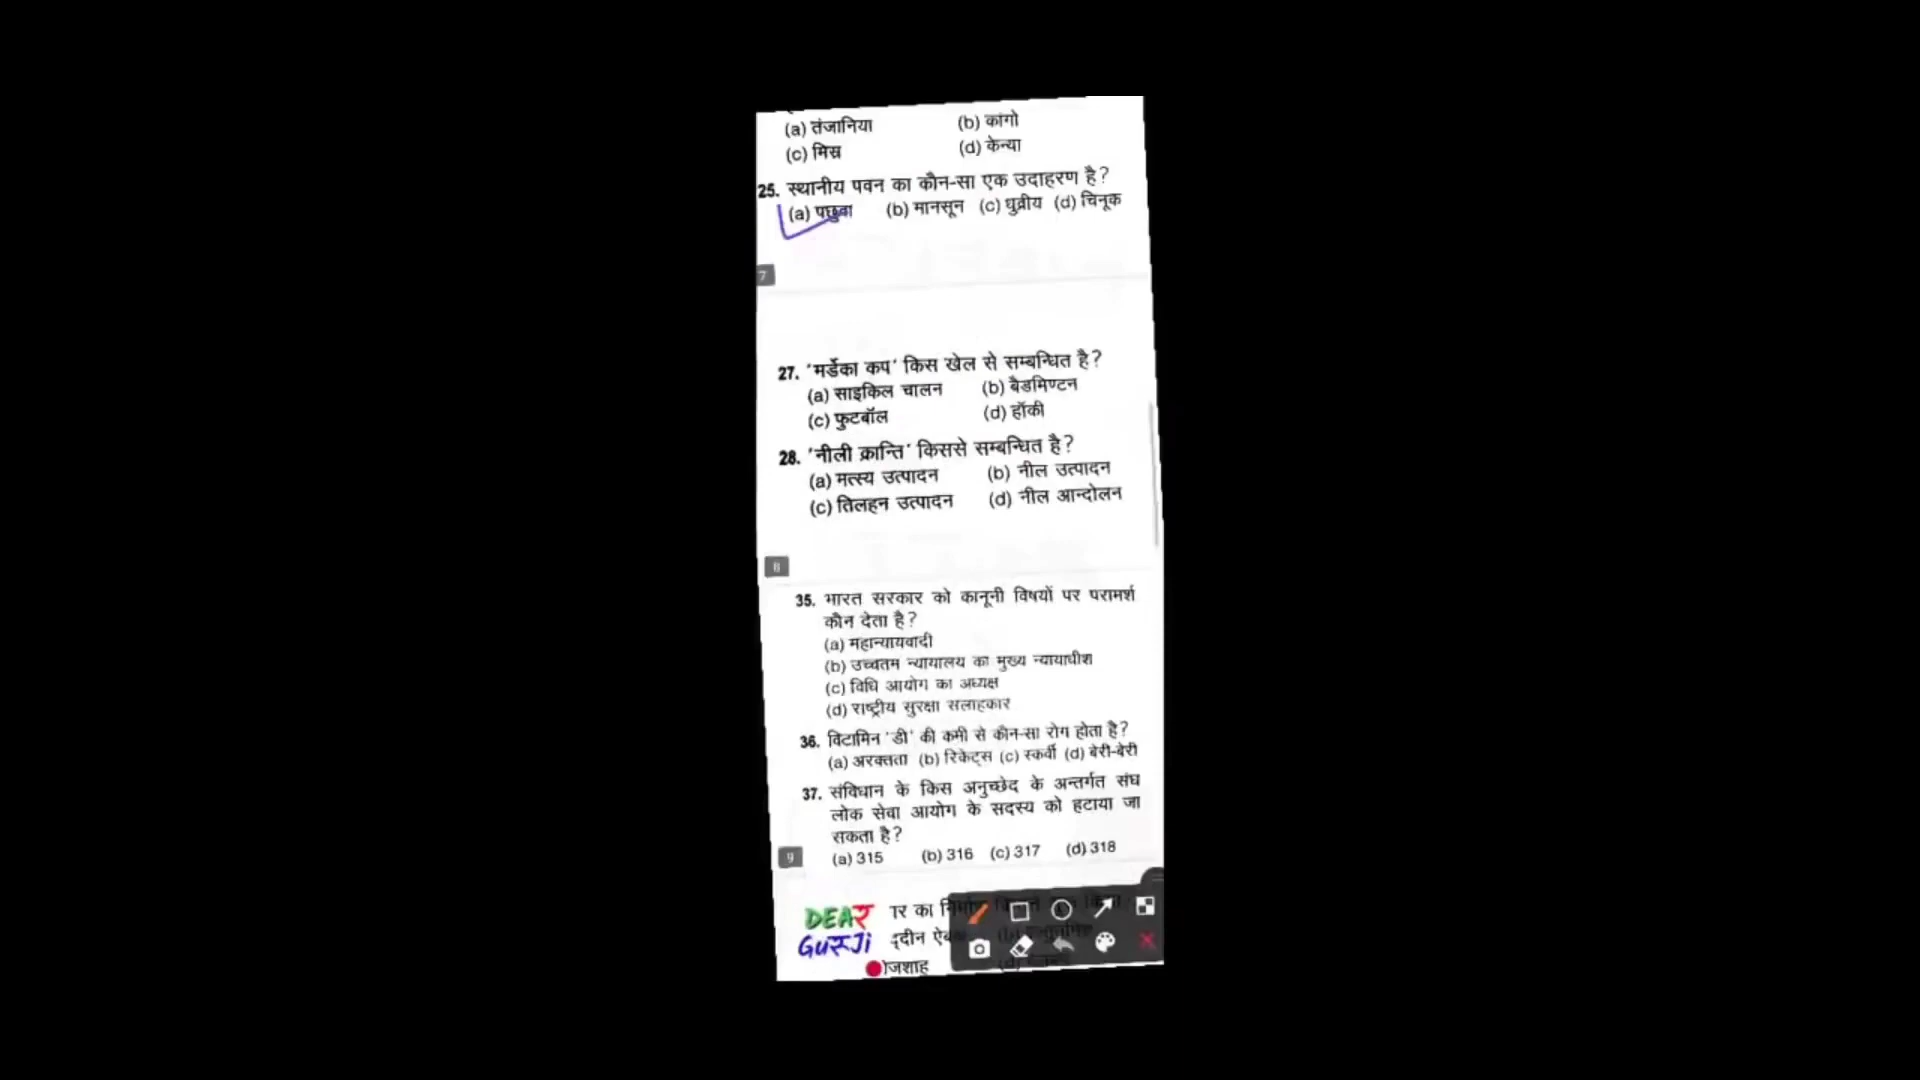 (a) तंजानिया (b) कांगो
(c) मिस्र (d) केन्या
25. स्थानीय पवन का कौन-सा एक उदाहरण है?
(a) पछुवा (b) मानसून (c) धुव्रीय (d) चिनूक
7
27. 'मर्डेका कप' किस खेल से सम्बन्धित है?
(a) साइकिल चालन (b) बैडमिण्टन
(c) फुटबॉल (d) हॉकी
28. 'नीली क्रान्ति' किससे सम्बन्धित है?
(a) मत्स्य उत्पादन (b) नील उत्पादन
(c) तिलहन उत्पादन (d) नील आन्दोलन
8
35. भारत सरकार को कानूनी विषयों पर परामर्श
कौन देता है?
(a) महान्यायवादी
(b) उच्चतम न्यायालय का मुख्य न्यायाधीश
(c) विधि आयोग का अध्यक्ष
(d) राष्ट्रीय सुरक्षा सलाहकार
36. विटामिन 'डी' की कमी से कौन-सा रोग होता है?
(a) अरक्तता (b) रिकेट्स (c) स्कर्वी (d) बेरी-बेरी
37. संविधान के किस अनुच्छेद के अन्तर्गत संघ
लोक सेवा आयोग के सदस्य को हटाया जा
सकता है?
(a) 315 (b) 316 (c) 317 (d) 318
9
DEAR
GURUJi
का